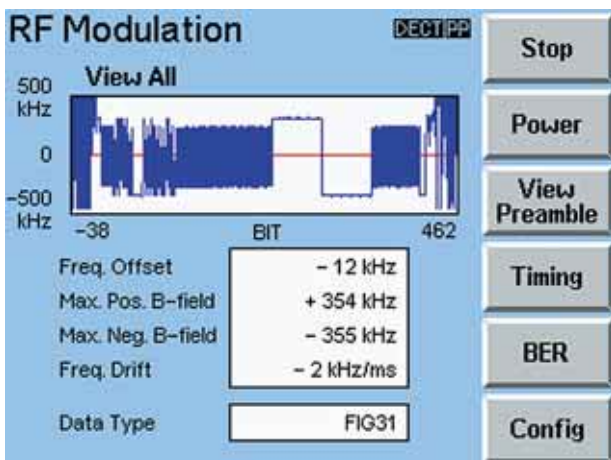 RF Modulation
DECT PP
View All
500
kHz
0
-500
kHz
-38
BIT
462
Freq. Offset
- 12 kHz
Max. Pos. B-field
+ 354 kHz
Max. Neg. B-field
- 355 kHz
Freq. Drift
- 2 kHz/ms
Data Type
FIG31
Stop
Power
View
Preamble
Timing
BER
Config